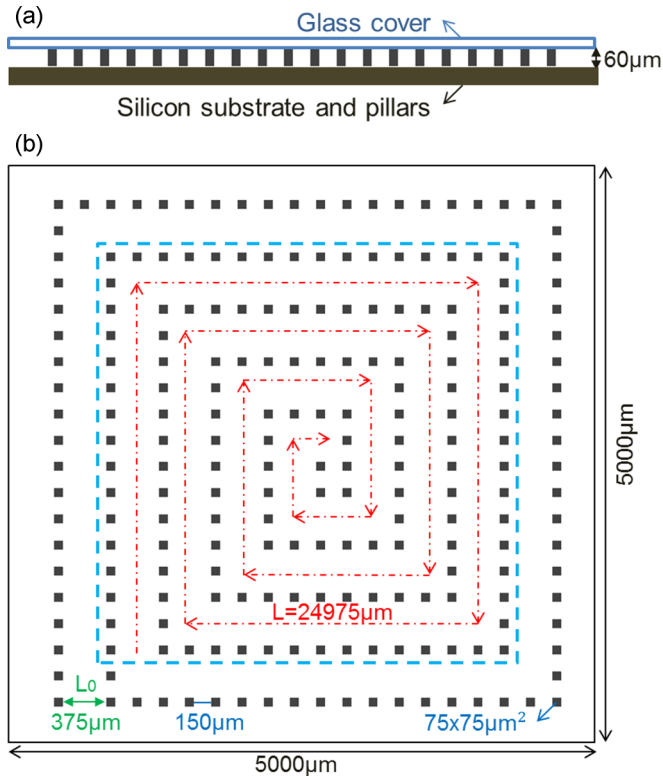 (a)
Glass cover
60µm
Silicon substrate and pillars
(b)
5000µm
L=24975µm
L₀
375µm
150µm
75x75µm²
5000µm